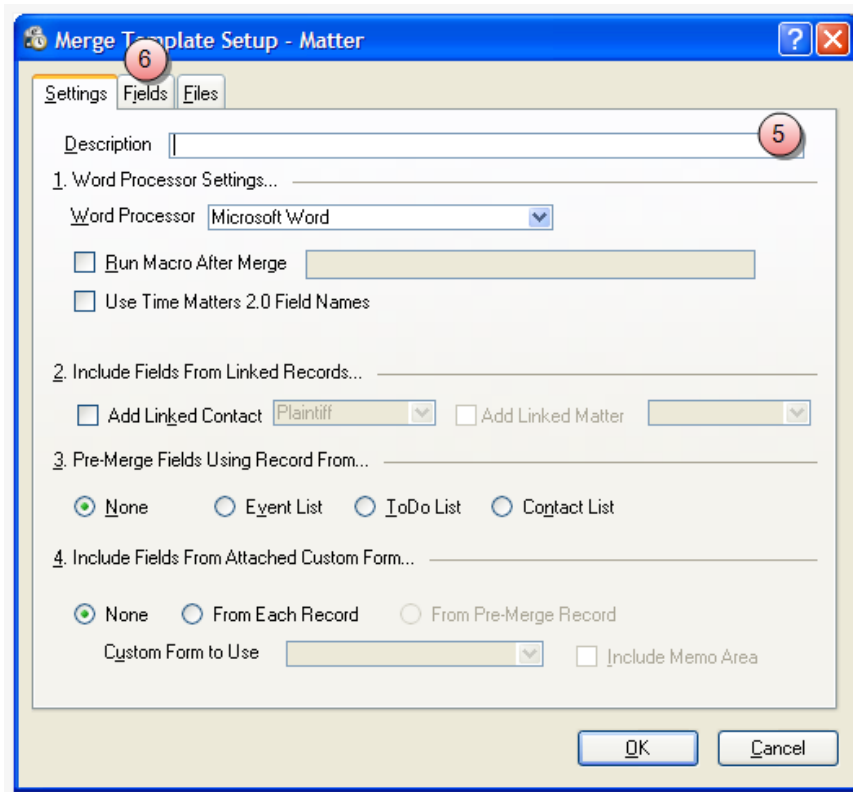 Merge Template Setup - Matter
6
Settings Fields Files
Description 5
1. Word Processor Settings...
Word Processor Microsoft Word
Run Macro After Merge
Use Time Matters 2.0 Field Names
2. Include Fields From Linked Records...
Add Linked Contact Plaintiff Add Linked Matter
3. Pre-Merge Fields Using Record From...
None Event List ToDo List Contact List
4. Include Fields From Attached Custom Form...
None From Each Record From Pre-Merge Record
Custom Form to Use Include Memo Area
OK Cancel